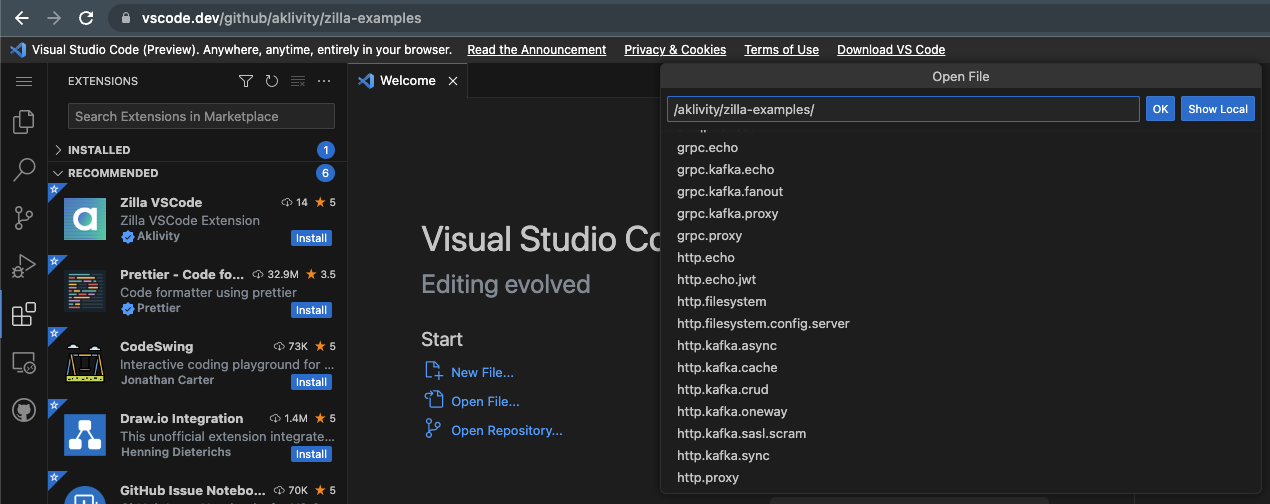 vscode.dev/github/aklivity/zilla-examples
Visual Studio Code (Preview). Anywhere, anytime, entirely in your browser. Read the Announcement Privacy & Cookies Terms of Use Download VS Code
EXTENSIONS
Search Extensions in Marketplace
INSTALLED 1
RECOMMENDED 6
Zilla VSCode 14 5
Zilla VSCode Extension
Aklivity Install
Prettier - Code fo... 32.9M 3.5
Code formatter using prettier
Prettier Install
CodeSwing 73K 5
Interactive coding playground for ...
Jonathan Carter Install
Draw.io Integration 1.4M 5
This unofficial extension integrate...
Henning Dieterichs Install
GitHub Issue Notebo... 70K 5
Welcome
Visual Studio Co
Editing evolved
Start
New File...
Open File...
Open Repository...
Open File
/aklivity/zilla-examples/ OK Show Local
grpc.echo
grpc.kafka.echo
grpc.kafka.fanout
grpc.kafka.proxy
grpc.proxy
http.echo
http.echo.jwt
http.filesystem
http.filesystem.config.server
http.kafka.async
http.kafka.cache
http.kafka.crud
http.kafka.oneway
http.kafka.sasl.scram
http.kafka.sync
http.proxy